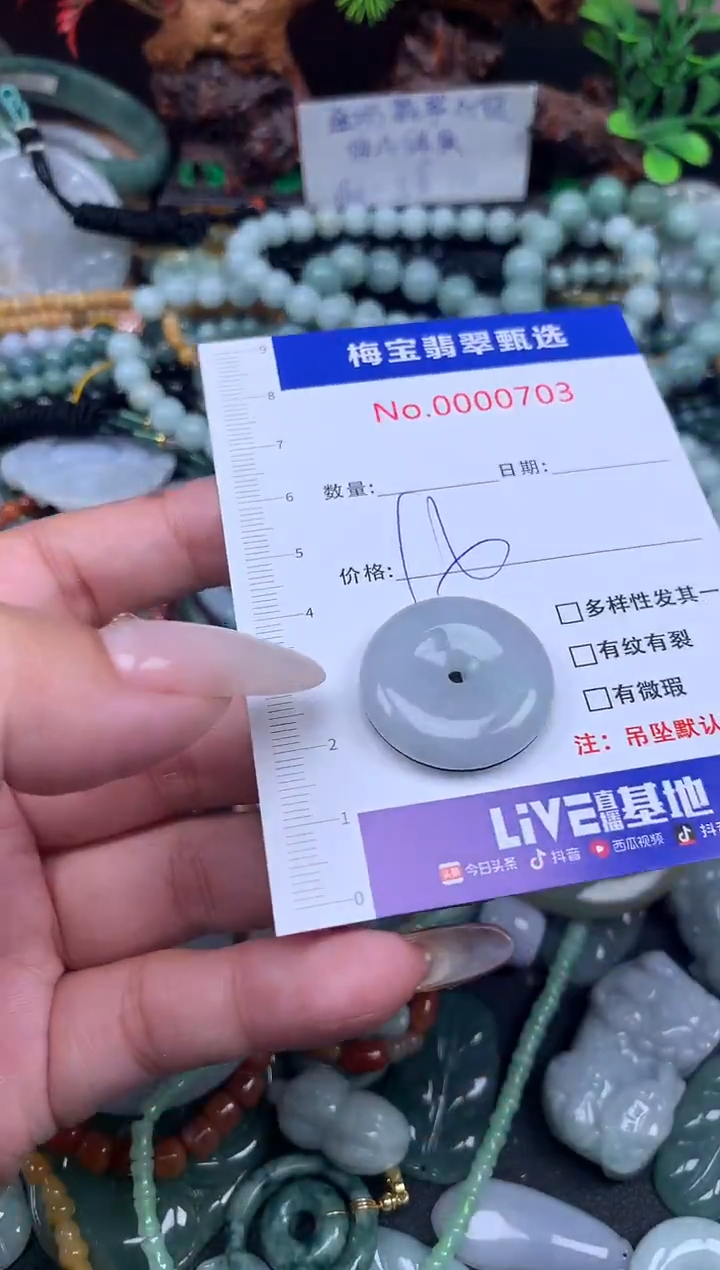 梅宝翡翠甄选
No.0000703
数量:
日期:
价格:
□多样性发其一
□有纹有裂
□有微瑕
注：吊坠默认
LiVE直播基地
头条 今日头条 抖音 西瓜视频 抖
9
8
7
6
5
4
2
1
0